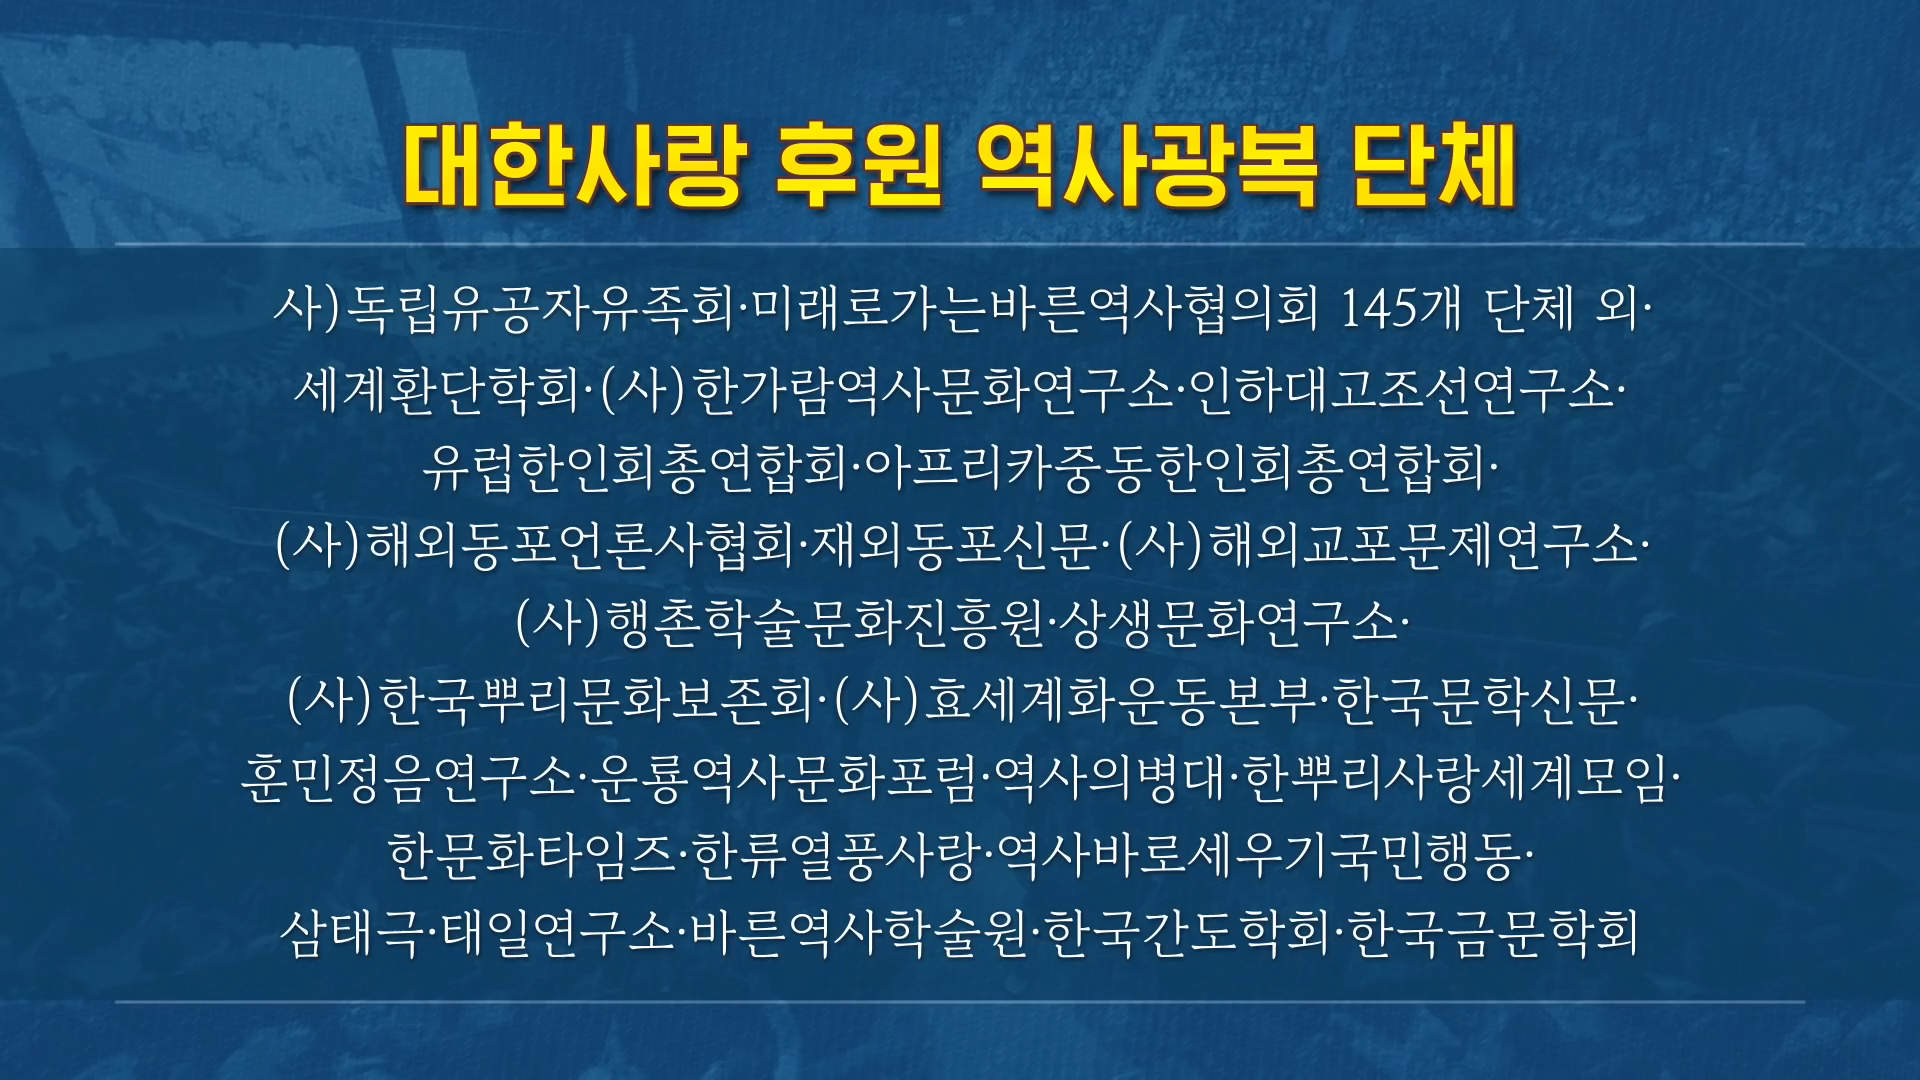 대한사랑 후원 역사광복 단체
사)독립유공자유족회·미래로가는바른역사협의회 145개 단체 외·
세계환단학회·(사)한가람역사문화연구소·인하대고조선연구소·
유럽한인회총연합회·아프리카중동한인회총연합회·
(사)해외동포언론사협회·재외동포신문·(사)해외교포문제연구소·
(사)행촌학술문화진흥원·상생문화연구소·
(사)한국뿌리문화보존회·(사)효세계화운동본부·한국문학신문·
훈민정음연구소·운룡역사문화포럼·역사의병대·한뿌리사랑세계모임·
한문화타임즈·한류열풍사랑·역사바로세우기국민행동·
삼태극·태일연구소·바른역사학술원·한국간도학회·한국금문학회